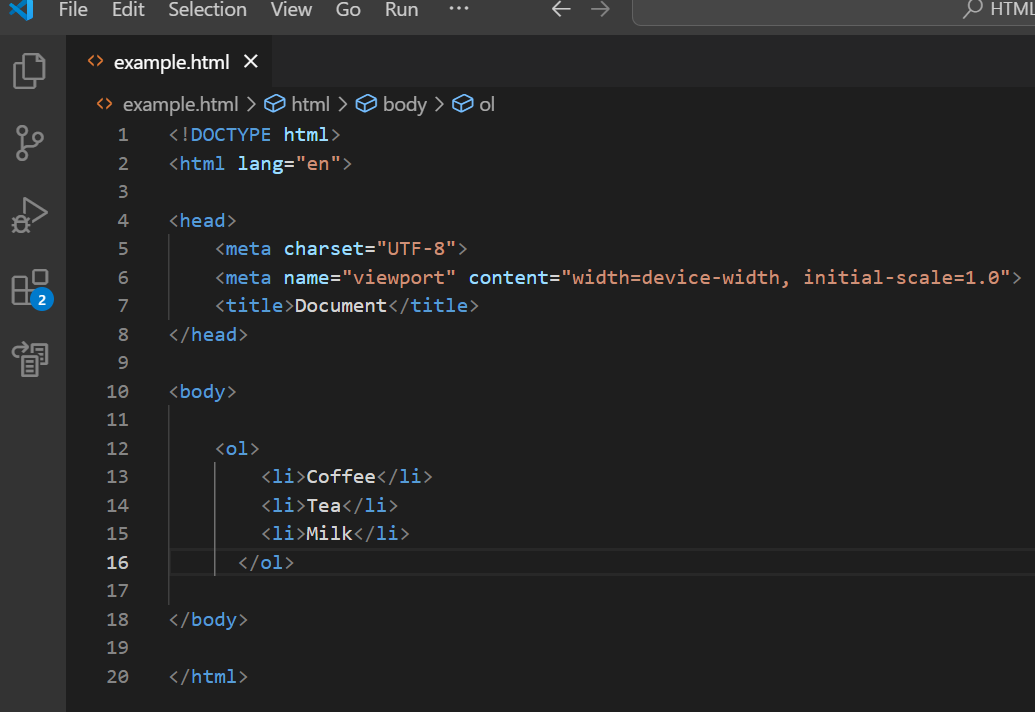 File Edit Selection View Go Run ··· HTML
example.html
example.html > html > body > ol
1 <!DOCTYPE html>
2 <html lang="en">
3
4 <head>
5     <meta charset="UTF-8">
6     <meta name="viewport" content="width=device-width, initial-scale=1.0">
7     <title>Document</title>
8 </head>
9
10 <body>
11
12     <ol>
13         <li>Coffee</li>
14         <li>Tea</li>
15         <li>Milk</li>
16       </ol>
17
18 </body>
19
20 </html>
2